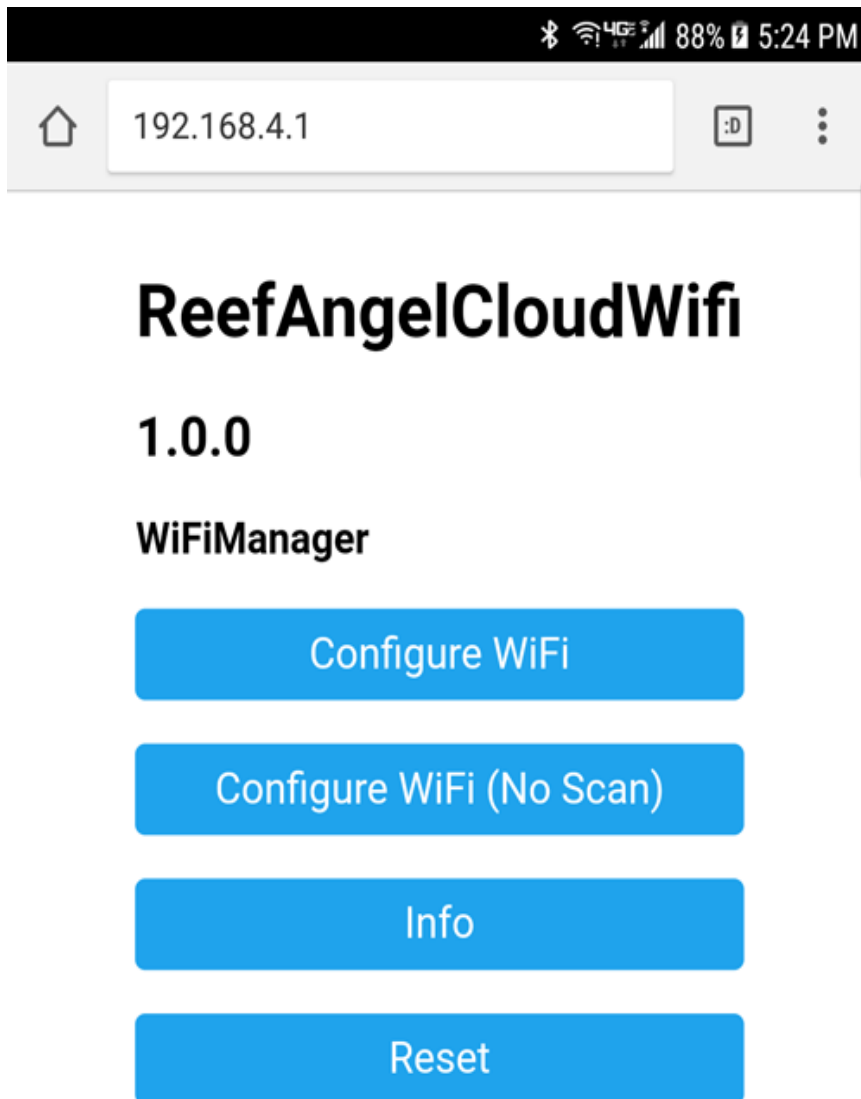 4G 88% 5:24 PM
192.168.4.1
:D
ReefAngelCloudWifi
1.0.0
WiFiManager
Configure WiFi
Configure WiFi (No Scan)
Info
Reset